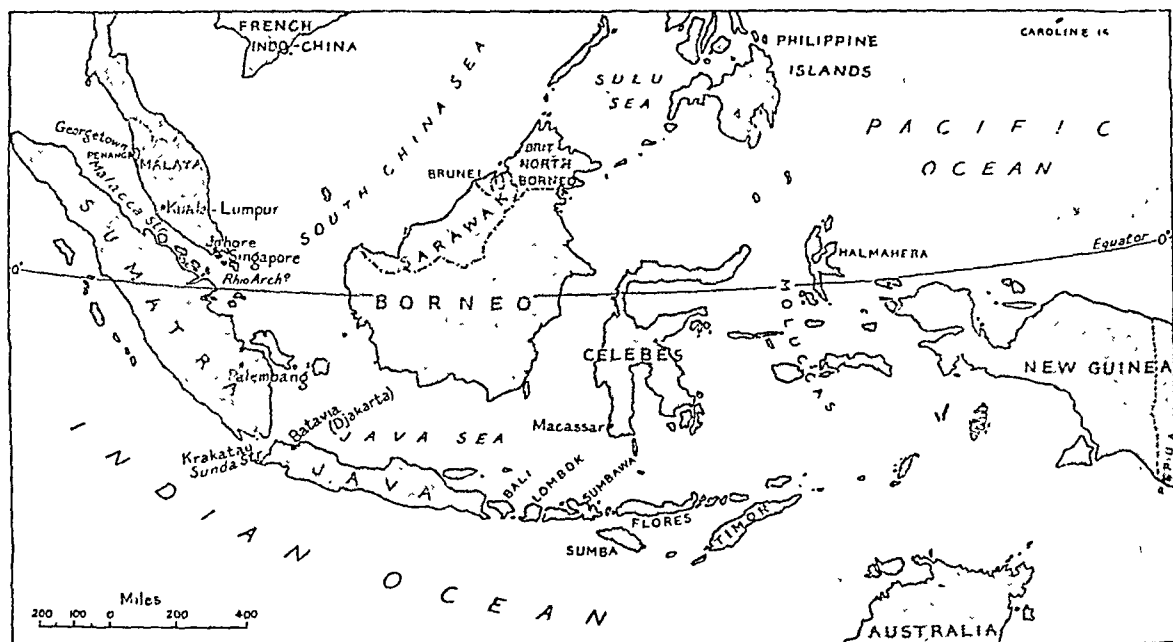 FRENCH
INDO-CHINA
PHILIPPINE
ISLANDS
CAROLINE IS
SULU
SEA
PACIFIC
OCEAN
SOUTH CHINA SEA
Georgetown
PENANG
MALAYA
Malacca Str.
BRUNEI
BRIT
NORTH
BORNEO
SARAWAK
Kuala-Lumpur
Johore
Singapore
Rhio Archo
SUMATRA
0°
Equator
0°
HALMAHERA
BORNEO
MOLUCCAS
CELEBES
NEW GUINEA
Palembang
Batavia
(Djakarta)
JAVA SEA
Macassar
Krakatau
Sunda Str.
JAVA
BALI
LOMBOK
SUMBAWA
FLORES
SUMBA
TIMOR
PAPUA
INDIAN OCEAN
AUSTRALIA
Miles
200 100 0 200 400